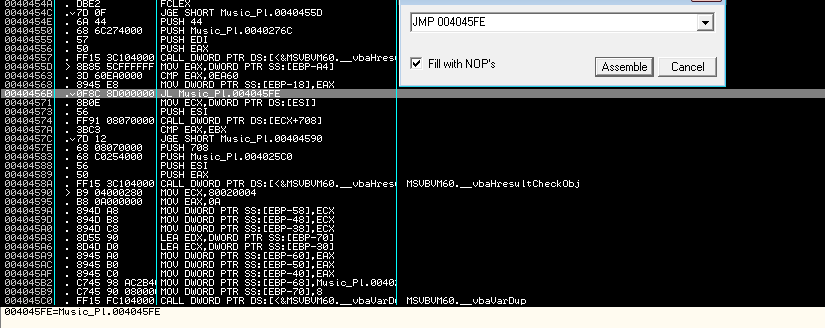 0040454A . DBE2 FCLEX
0040454C .⌄7D 0F JGE SHORT Music_Pl.0040455D
0040454E . 6A 44 PUSH 44
00404550 . 68 6C274000 PUSH Music_Pl.0040276C
00404555 . 57 PUSH EDI
00404556 . 50 PUSH EAX
00404557 . FF15 3C104000 CALL DWORD PTR DS:[<&MSVBVM60.__vbaHresu
0040455D > 8B85 5CFFFFFF MOV EAX,DWORD PTR SS:[EBP-A4]
00404563 . 3D 60EA0000 CMP EAX,0EA60
00404568 . 8945 E8 MOV DWORD PTR SS:[EBP-18],EAX
0040456B .⌄0F8C 8D000000 JL Music_Pl.004045FE
00404571 . 8B0E MOV ECX,DWORD PTR DS:[ESI]
00404573 . 56 PUSH ESI
00404574 . FF91 08070000 CALL DWORD PTR DS:[ECX+708]
0040457A . 3BC3 CMP EAX,EBX
0040457C .⌄7D 12 JGE SHORT Music_Pl.00404590
0040457E . 68 08070000 PUSH 708
00404583 . 68 C0254000 PUSH Music_Pl.004025C0
00404588 . 56 PUSH ESI
00404589 . 50 PUSH EAX
0040458A . FF15 3C104000 CALL DWORD PTR DS:[<&MSVBVM60.__vbaHresu MSVBVM60.__vbaHresultCheckObj
00404590 > B9 04000280 MOV ECX,80020004
00404595 . B8 0A000000 MOV EAX,0A
0040459A . 894D A8 MOV DWORD PTR SS:[EBP-58],ECX
0040459D . 894D B8 MOV DWORD PTR SS:[EBP-48],ECX
004045A0 . 894D C8 MOV DWORD PTR SS:[EBP-38],ECX
004045A3 . 8D55 90 LEA EDX,DWORD PTR SS:[EBP-70]
004045A6 . 8D4D D0 LEA ECX,DWORD PTR SS:[EBP-30]
004045A9 . 8945 A0 MOV DWORD PTR SS:[EBP-60],EAX
004045AC . 8945 B0 MOV DWORD PTR SS:[EBP-50],EAX
004045AF . 8945 C0 MOV DWORD PTR SS:[EBP-40],EAX
004045B2 . C745 98 AC2B40 MOV DWORD PTR SS:[EBP-68],Music_Pl.00402
004045B9 . C745 90 080000 MOV DWORD PTR SS:[EBP-70],8
004045C0 . FF15 FC104000 CALL DWORD PTR DS:[<&MSVBVM60.__vbaVarDu MSVBVM60.__vbaVarDup
004045FE=Music_Pl.004045FE
JMP 004045FE
Fill with NOP's
Assemble
Cancel